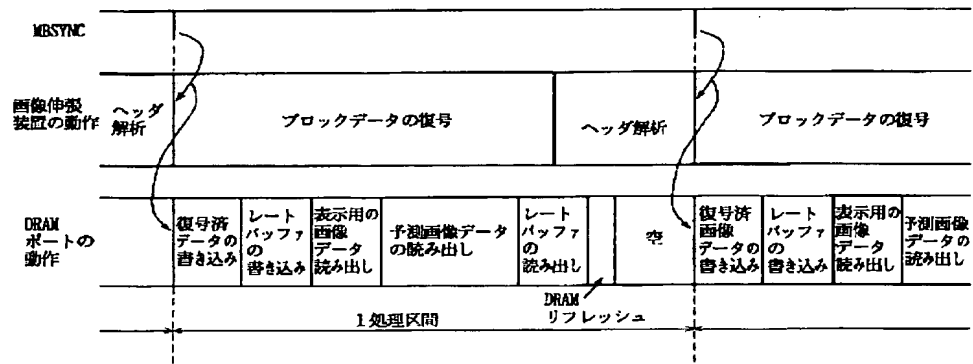 MBSYNC
画像伸張
装置の動作
ヘッダ
解析
ブロックデータの復号
ヘッダ解析
ブロックデータの復号
DRAM
ポートの
動作
復号済
データの
書き込み
レート
バッファ
の
書き込み
表示用の
画像
データ
読み出し
予測画像データ
の読み出し
レート
バッファ
の
読み出し
空
復号済
画像
データの
書き込み
レート
バッファ
の
書き込み
表示用の
画像
データ
読み出し
予測画像
データの
読み出し
DRAM
リフレッシュ
1処理区間